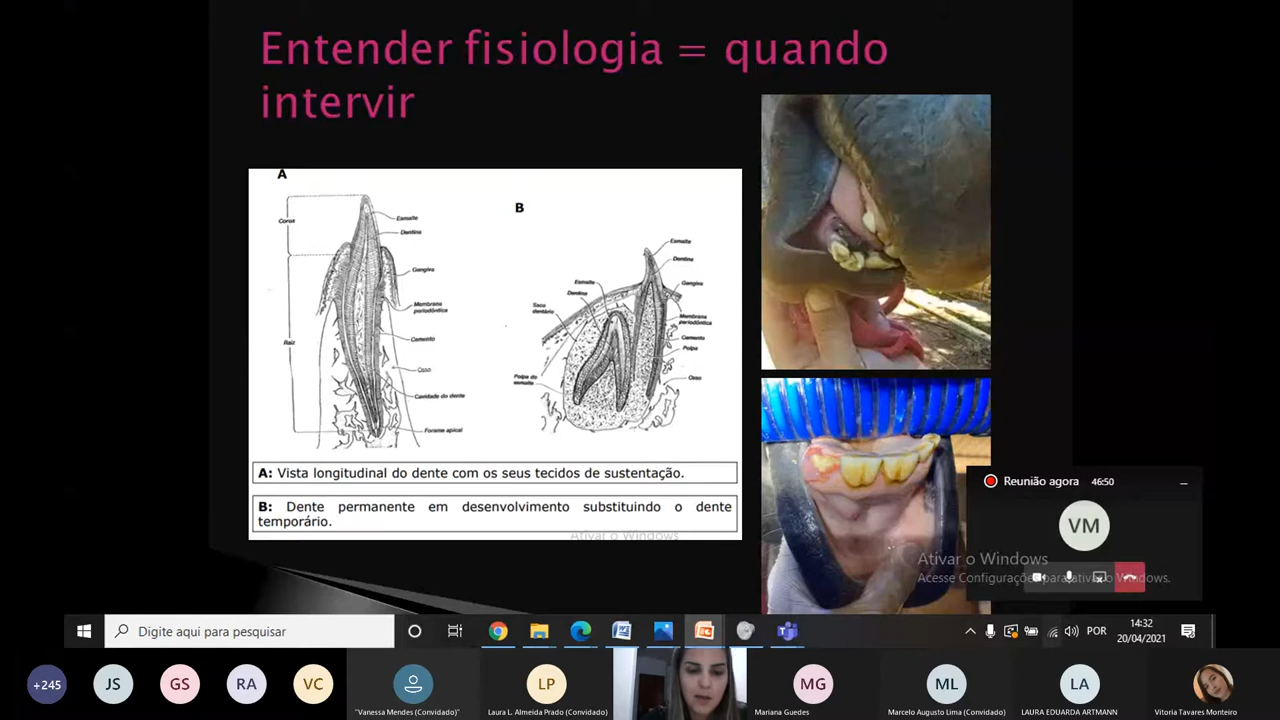 Entender fisiologia = quando
intervir
A
Coroa
Raiz
Esmalte
Dentina
Gengiva
Membrana
periodôntica
Cemento
Osso
Cavidade do dente
Forame apical
B
Esmalte
Dentina
Saco
dentário
Polpa do
esmalte
Esmalte
Dentina
Gengiva
Membrana
periodôntica
Cemento
Polpa
Osso
A: Vista longitudinal do dente com os seus tecidos de sustentação.
B: Dente permanente em desenvolvimento substituindo o dente
temporário.
Ativar o Windows
Reunião agora 46:50
VM
Ativar o Windows
Acesse Configurações para ativar o Windows.
Digite aqui para pesquisar
POR
14:32
20/04/2021
+245
JS
GS
RA
VC
"Vanessa Mendes (Convidado)"
LP
Laura L. Almeida Prado (Convidado)
MG
Mariana Guedes
ML
Marcelo Augusto Lima (Convidado)
LA
LAURA EDUARDA ARTMANN
Vitoria Tavares Monteiro